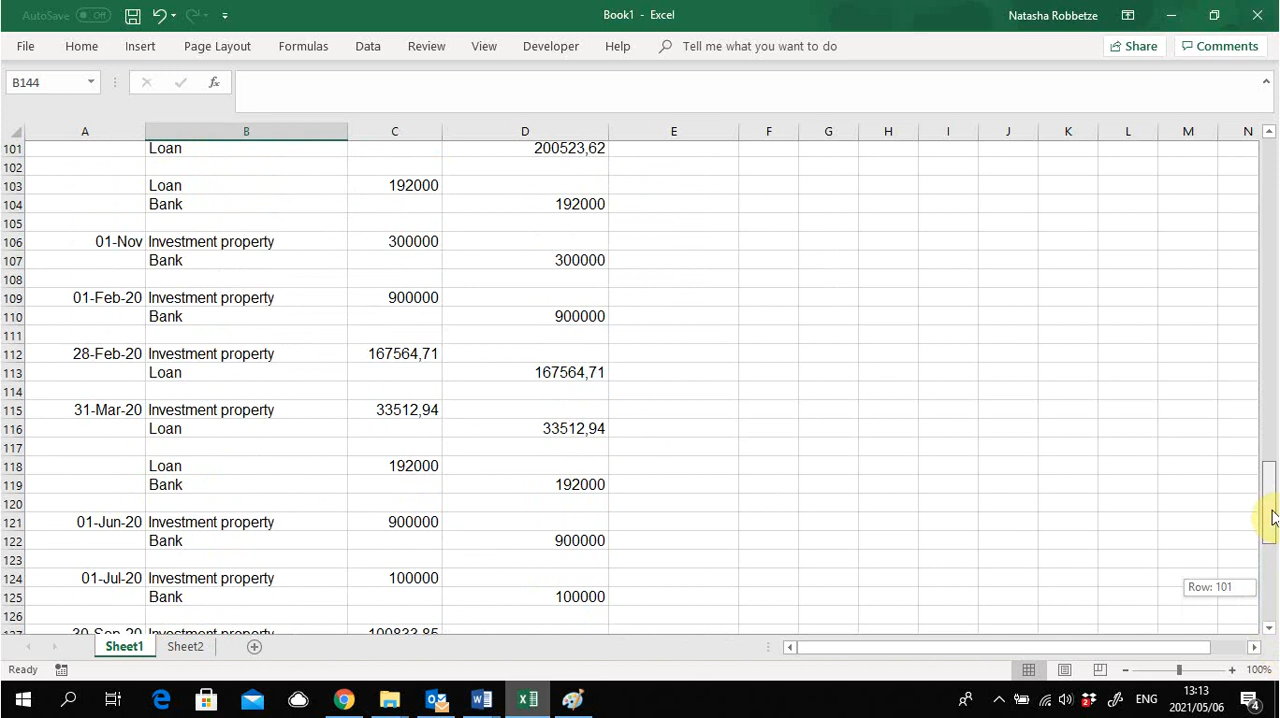 AutoSave Off Book1 - Excel Natasha Robbetze
File Home Insert Page Layout Formulas Data Review View Developer Help Tell me what you want to do Share Comments
B144 fx
A B C D E F G H I J K L M N
101 Loan 200523,62
102
103 Loan 192000
104 Bank 192000
105
106 01-Nov Investment property 300000
107 Bank 300000
108
109 01-Feb-20 Investment property 900000
110 Bank 900000
111
112 28-Feb-20 Investment property 167564,71
113 Loan 167564,71
114
115 31-Mar-20 Investment property 33512,94
116 Loan 33512,94
117
118 Loan 192000
119 Bank 192000
120
121 01-Jun-20 Investment property 900000
122 Bank 900000
123
124 01-Jul-20 Investment property 100000
125 Bank 100000
126
127 30-Sep-20 Investment property 100833,85
Row: 101
Sheet1 Sheet2
Ready 100%
ENG 13:13
2021/05/06